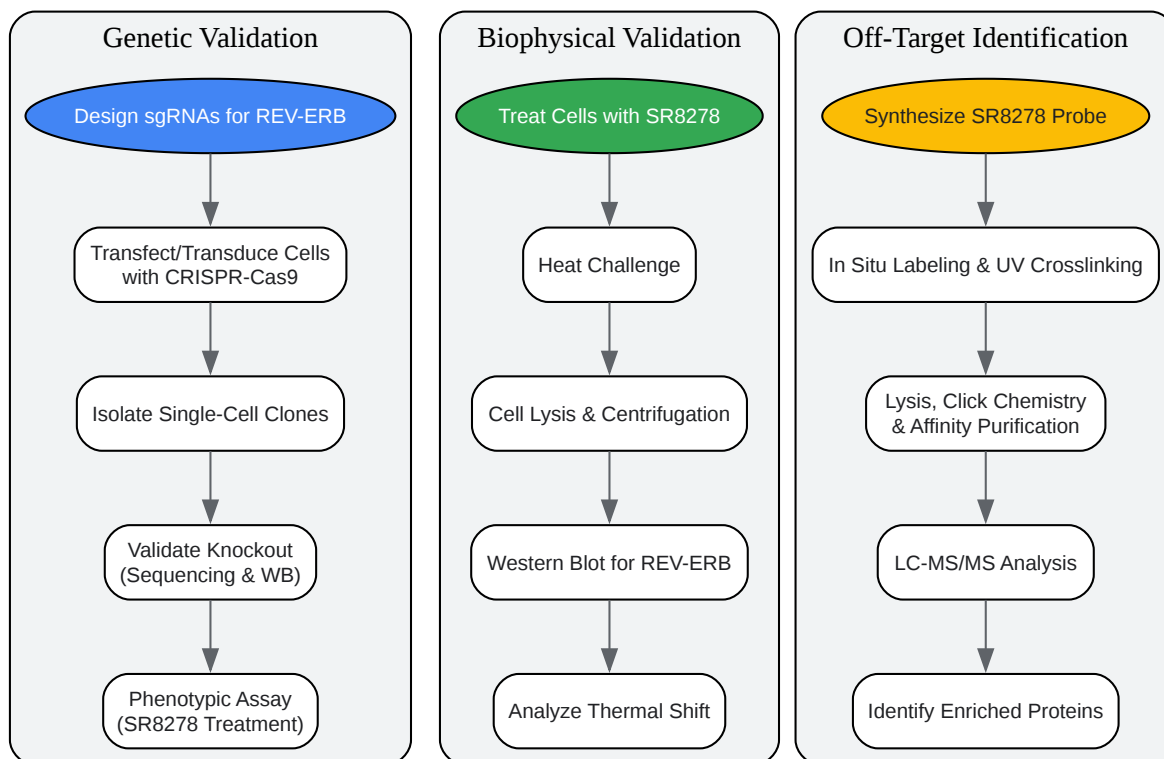 Genetic Validation
Design sgRNAs for REV-ERB
Transfect/Transduce Cells
with CRISPR-Cas9
Isolate Single-Cell Clones
Validate Knockout
(Sequencing & WB)
Phenotypic Assay
(SR8278 Treatment)
Biophysical Validation
Treat Cells with SR8278
Heat Challenge
Cell Lysis & Centrifugation
Western Blot for REV-ERB
Analyze Thermal Shift
Off-Target Identification
Synthesize SR8278 Probe
In Situ Labeling & UV Crosslinking
Lysis, Click Chemistry
& Affinity Purification
LC-MS/MS Analysis
Identify Enriched Proteins